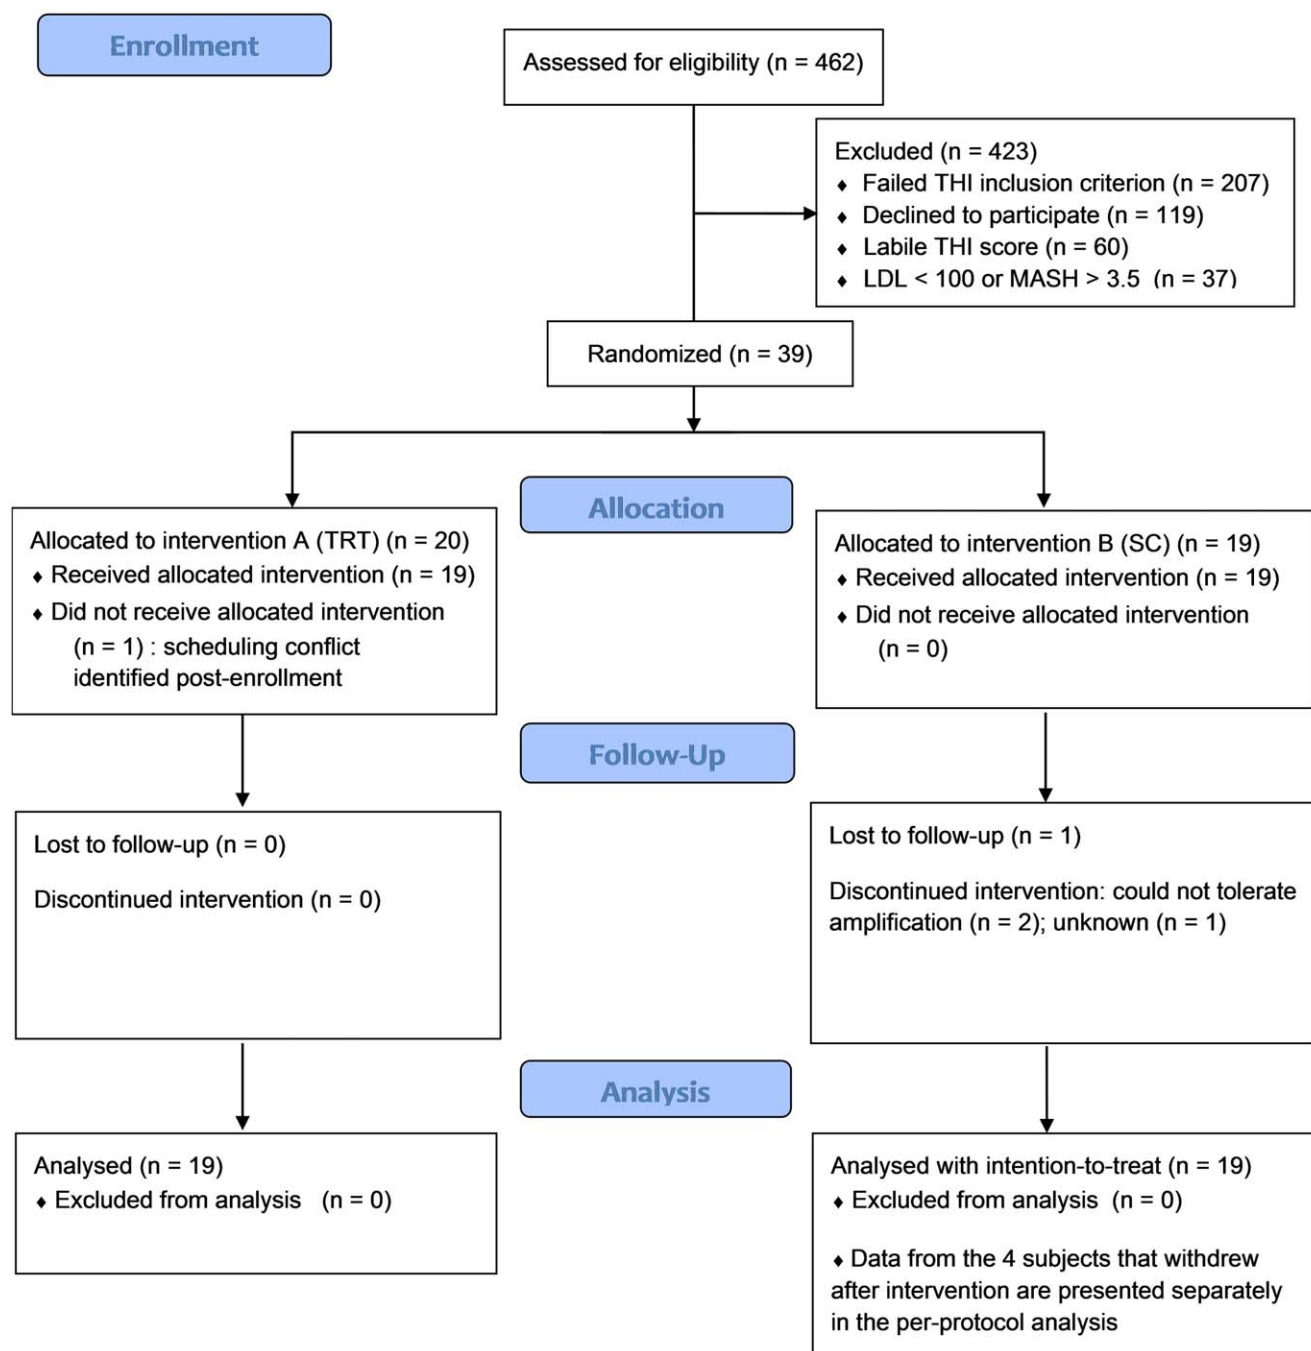 Enrollment
Assessed for eligibility (n = 462)
Excluded (n = 423)
♦ Failed THI inclusion criterion (n = 207)
♦ Declined to participate (n = 119)
♦ Labile THI score (n = 60)
♦ LDL < 100 or MASH > 3.5 (n = 37)
Randomized (n = 39)
Allocation
Allocated to intervention A (TRT) (n = 20)
♦ Received allocated intervention (n = 19)
♦ Did not receive allocated intervention
(n = 1) : scheduling conflict
identified post-enrollment
Allocated to intervention B (SC) (n = 19)
♦ Received allocated intervention (n = 19)
♦ Did not receive allocated intervention
(n = 0)
Follow-Up
Lost to follow-up (n = 0)
Discontinued intervention (n = 0)
Lost to follow-up (n = 1)
Discontinued intervention: could not tolerate
amplification (n = 2); unknown (n = 1)
Analysis
Analysed (n = 19)
♦ Excluded from analysis (n = 0)
Analysed with intention-to-treat (n = 19)
♦ Excluded from analysis (n = 0)
♦ Data from the 4 subjects that withdrew
after intervention are presented separately
in the per-protocol analysis